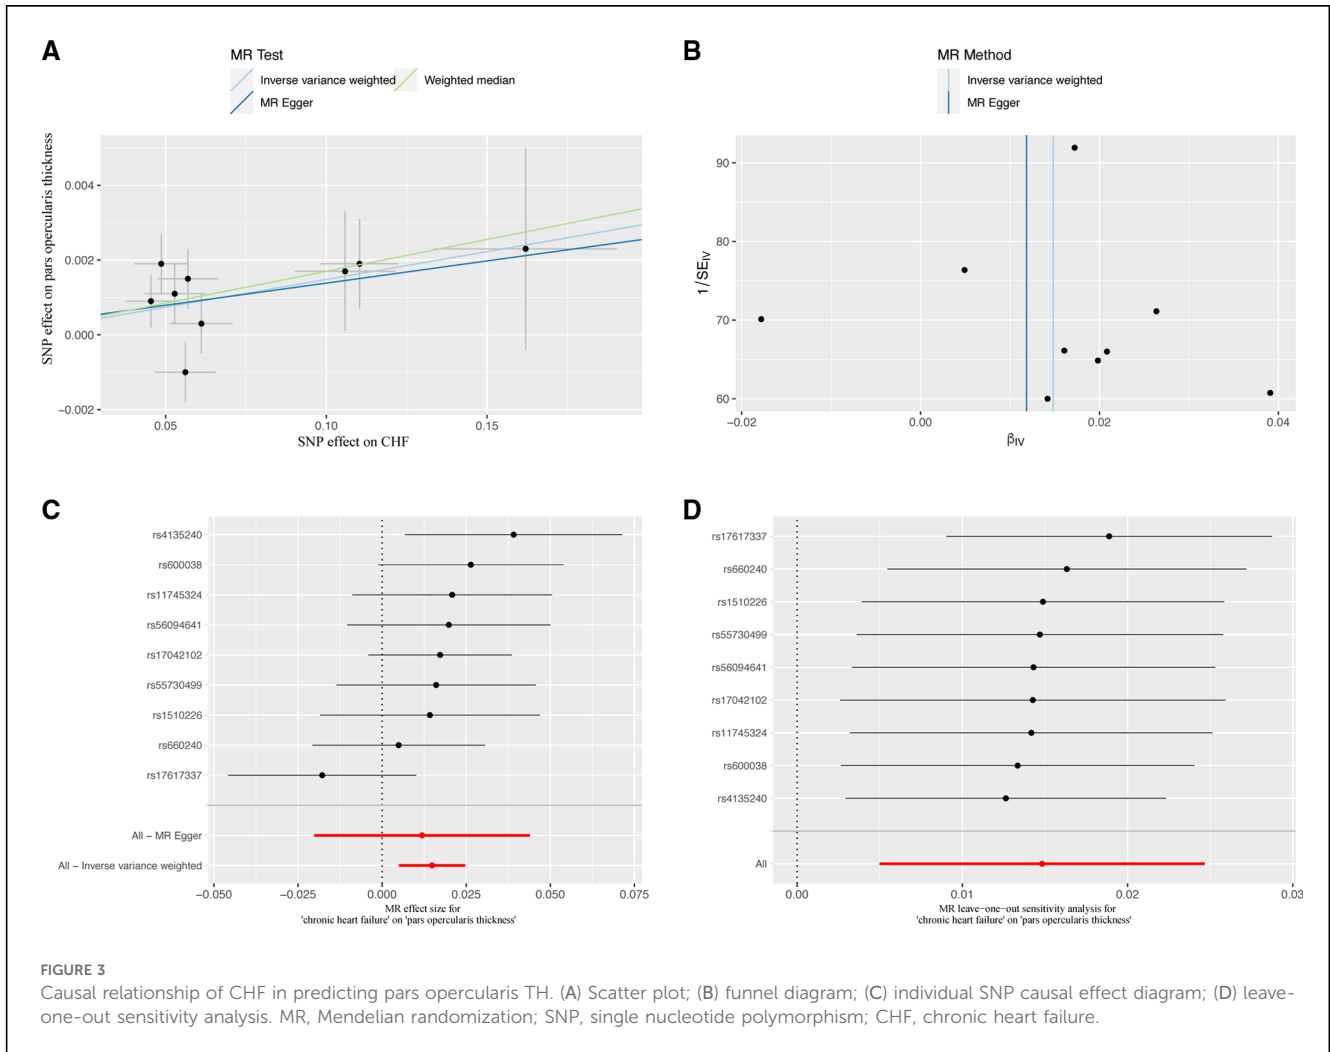 A
MR Test
Inverse variance weighted
Weighted median
MR Egger
SNP effect on pars opercularis thickness
0.004
0.002
0.000
−0.002
0.05
0.10
0.15
SNP effect on CHF
B
MR Method
Inverse variance weighted
MR Egger
1/SEIV
90
80
70
60
−0.02
0.00
0.02
0.04
βIV
C
rs4135240
rs600038
rs11745324
rs56094641
rs17042102
rs55730499
rs1510226
rs660240
rs17617337
All − MR Egger
All − Inverse variance weighted
−0.050
−0.025
0.000
0.025
0.050
0.075
MR effect size for
'chronic heart failure' on 'pars opercularis thickness'
D
rs17617337
rs660240
rs1510226
rs55730499
rs56094641
rs17042102
rs11745324
rs600038
rs4135240
All
0.00
0.01
0.02
0.03
MR leave−one−out sensitivity analysis for
'chronic heart failure' on 'pars opercularis thickness'
FIGURE 3
Causal relationship of CHF in predicting pars opercularis TH. (A) Scatter plot; (B) funnel diagram; (C) individual SNP causal effect diagram; (D) leave-
one-out sensitivity analysis. MR, Mendelian randomization; SNP, single nucleotide polymorphism; CHF, chronic heart failure.